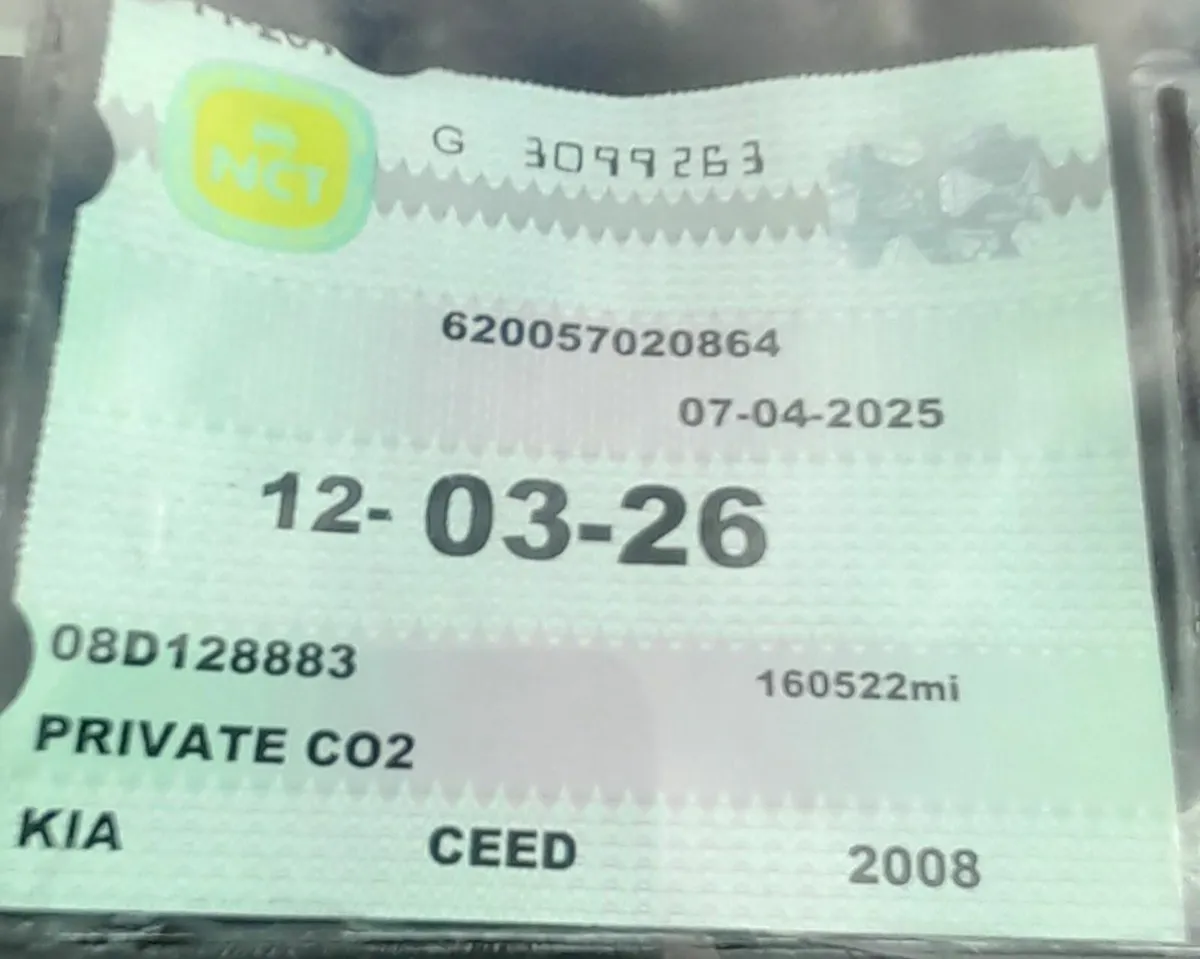 NCT
G 3099263
620057020864
07-04-2025
12-03-26
08D128883 160522mi
PRIVATE CO2
KIA CEED 2008